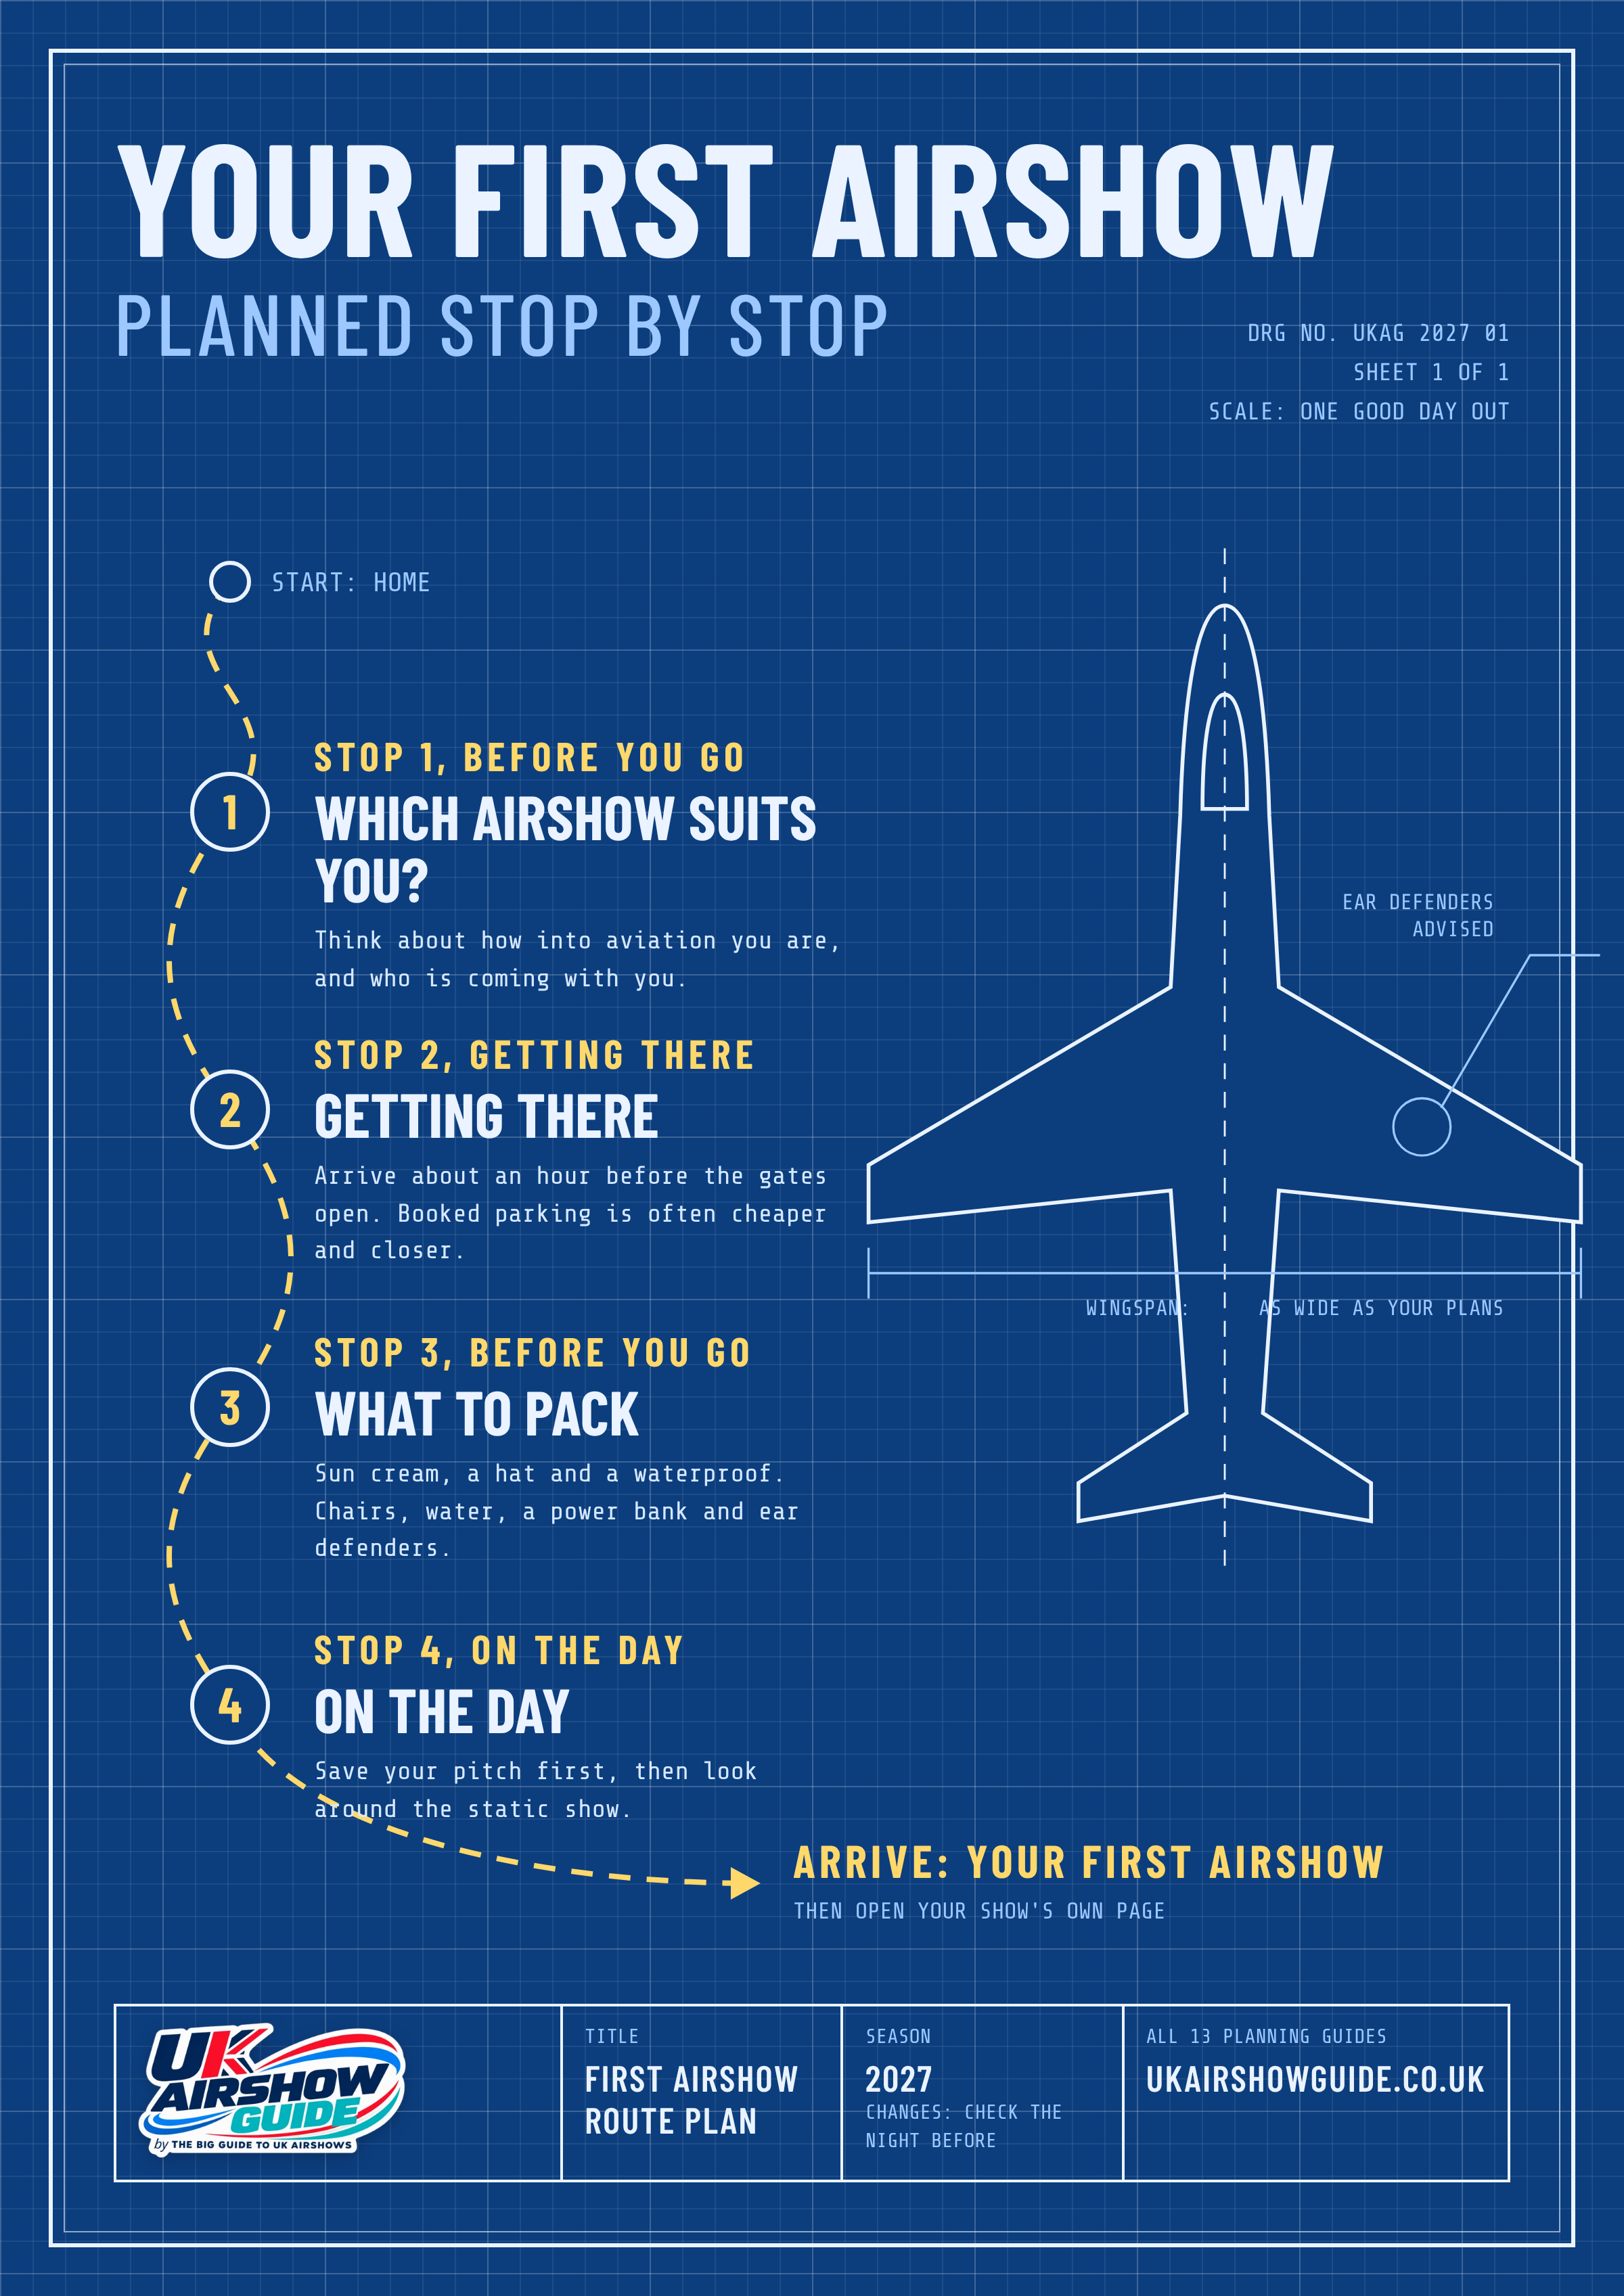 YOUR FIRST AIRSHOW
PLANNED STOP BY STOP
DRG NO. UKAG 2027 01
SHEET 1 OF 1
SCALE: ONE GOOD DAY OUT
START: HOME
1
STOP 1, BEFORE YOU GO
WHICH AIRSHOW SUITS
YOU?
Think about how into aviation you are,
and who is coming with you.
EAR DEFENDERS
ADVISED
2
STOP 2, GETTING THERE
GETTING THERE
Arrive about an hour before the gates
open. Booked parking is often cheaper
and closer.
WINGSPAN: AS WIDE AS YOUR PLANS
3
STOP 3, BEFORE YOU GO
WHAT TO PACK
Sun cream, a hat and a waterproof.
Chairs, water, a power bank and ear
defenders.
4
STOP 4, ON THE DAY
ON THE DAY
Save your pitch first, then look
around the static show.
ARRIVE: YOUR FIRST AIRSHOW
THEN OPEN YOUR SHOW'S OWN PAGE
UK
AIRSHOW
GUIDE
by THE BIG GUIDE TO UK AIRSHOWS
TITLE
FIRST AIRSHOW
ROUTE PLAN
SEASON
2027
CHANGES: CHECK THE
NIGHT BEFORE
ALL 13 PLANNING GUIDES
UKAIRSHOWGUIDE.CO.UK